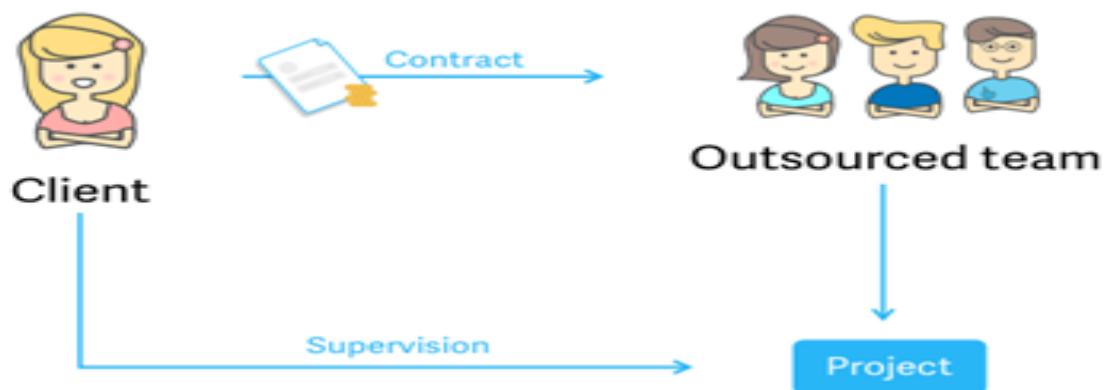 Contract
Outsourced team
Client
Supervision
Project